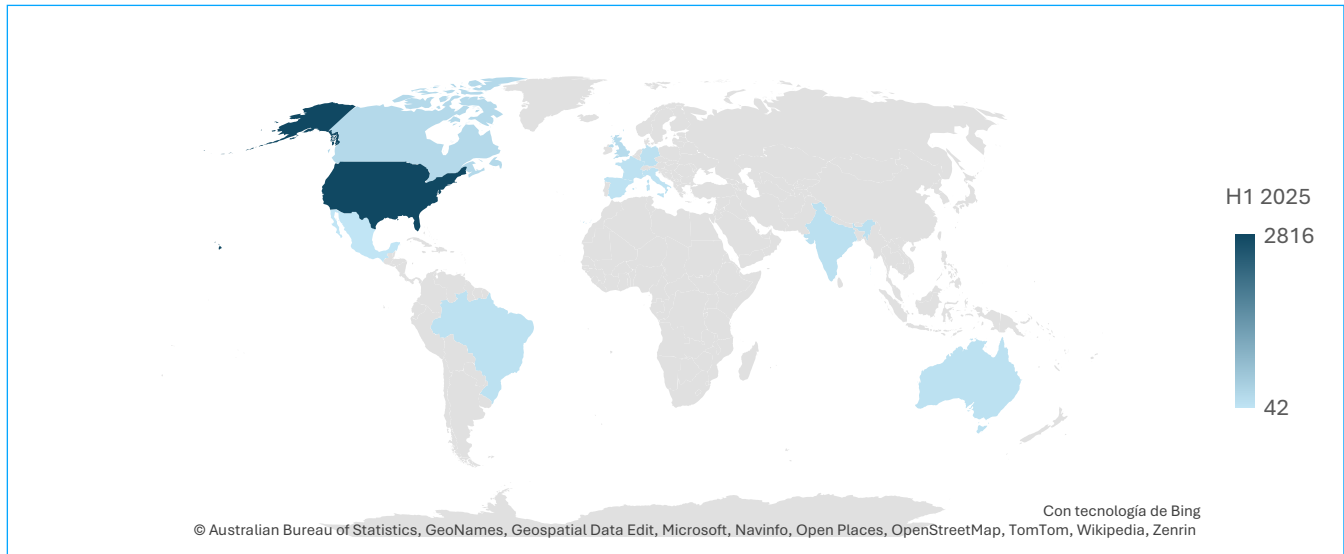 H1 2025
2816
42
Con tecnología de Bing
© Australian Bureau of Statistics, GeoNames, Geospatial Data Edit, Microsoft, Navinfo, Open Places, OpenStreetMap, TomTom, Wikipedia, Zenrin